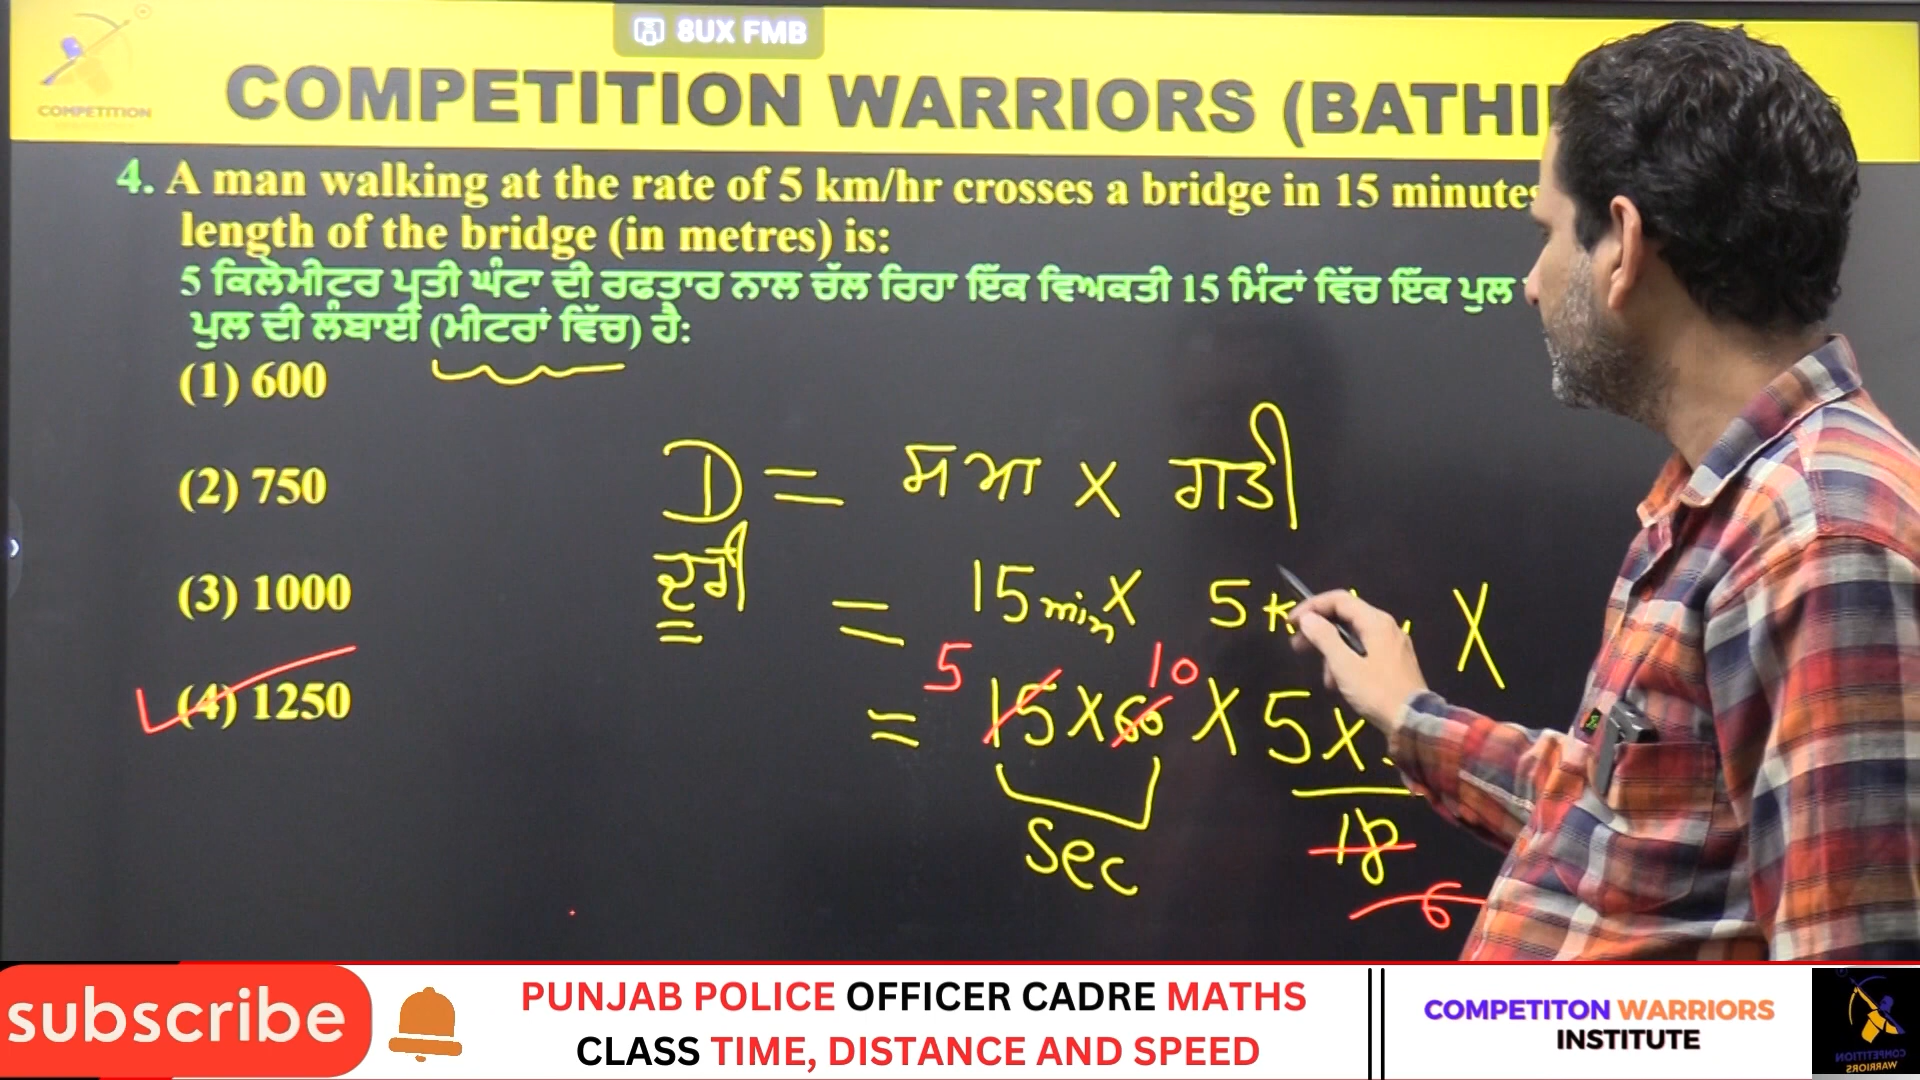 8UX FMB
COMPETITION
COMPETITION WARRIORS (BATHI
4. A man walking at the rate of 5 km/hr crosses a bridge in 15 minutes
length of the bridge (in metres) is:
5 ਕਿਲੋਮੀਟਰ ਪ੍ਰਤੀ ਘੰਟਾ ਦੀ ਰਫਤਾਰ ਨਾਲ ਚੱਲ ਰਿਹਾ ਇੱਕ ਵਿਅਕਤੀ 15 ਮਿੰਟਾਂ ਵਿੱਚ ਇੱਕ ਪੁਲ
ਪੁਲ ਦੀ ਲੰਬਾਈ (ਮੀਟਰਾਂ ਵਿੱਚ) ਹੈ:
(1) 600
(2) 750
(3) 1000
(4) 1250
D = ਸਮਾ X ਗਤੀ
ਦੂਰੀ
= 15 min X 5 K X
5 10
= 15 X 60 X 5 X
18
Sec
6
subscribe
PUNJAB POLICE OFFICER CADRE MATHS
CLASS TIME, DISTANCE AND SPEED
COMPETITON WARRIORS
INSTITUTE
COMPETITION
WARRIORS